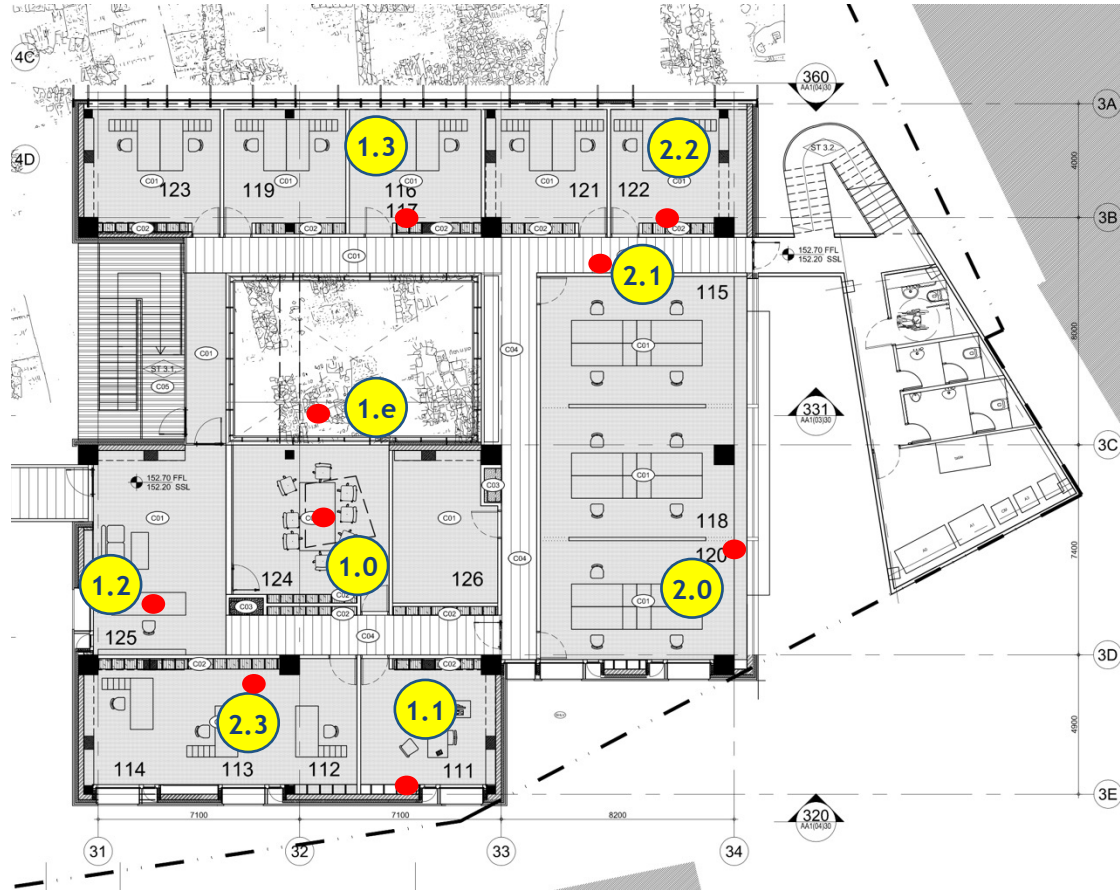 4C
360
AA1(04)30
3A
4D
1.3
2.2
ST 3.2
4000
C01
C01
C01
C01
C01
123
119
116
117
121
122
3B
C02
C02
C02
C02
C02
C01
152.70 FFL
152.20 SSL
2.1
115
C01
C04
C01
8000
ST 3.1
C05
1.e
331
AA1(03)30
3C
152.70 FFL
152.20 SSL
C03
table
C01
C01
C01
118
120
A0
A1
A3
C04
7400
1.2
124
1.0
126
2.0
C01
C03
C02
C02
C02
125
C04
3D
C02
C02
2.3
1.1
4900
114
113
112
111
3E
7100
7100
8200
320
AA1(04)30
31
32
33
34